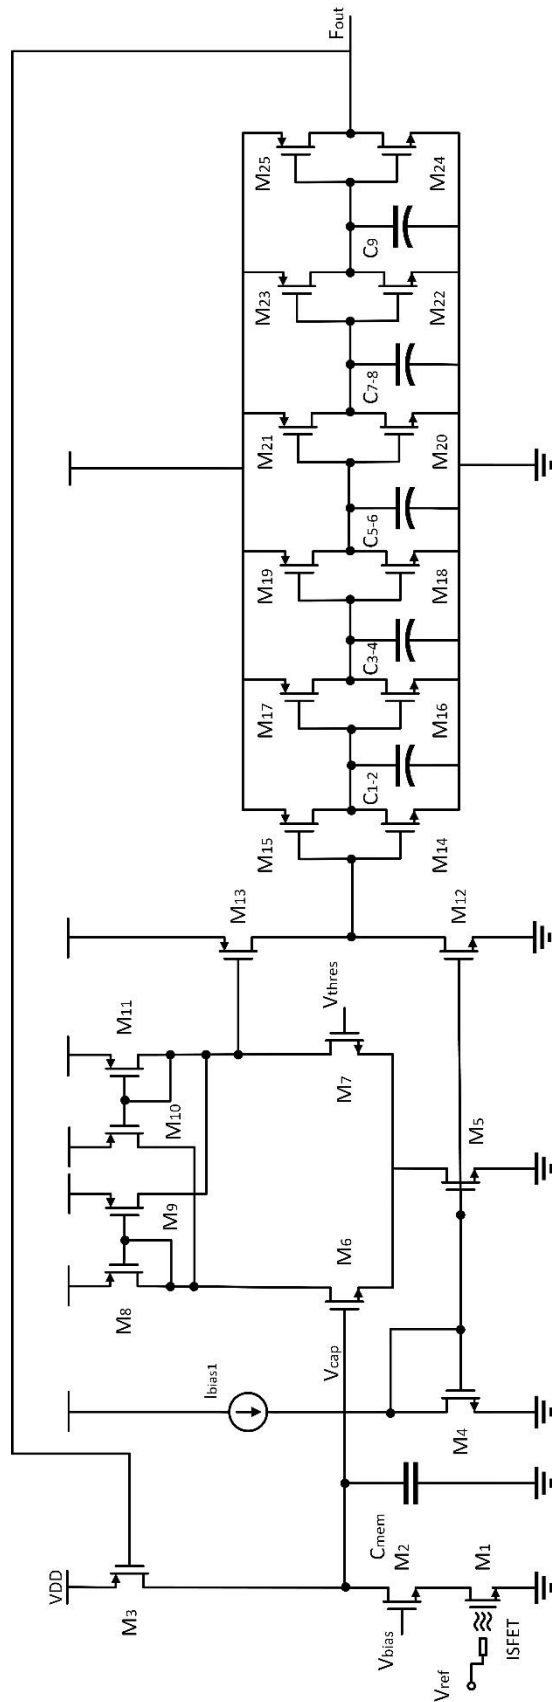 Vref
ISFET
M1
Vbias
M2
Cmem
VDD
M3
Vcap
Ibias1
M4
M5
M6
M7
Vthres
M8
M9
M10
M11
M12
M13
M14
M15
C1-2
M16
M17
C3-4
M18
M19
C5-6
M20
M21
C7-8
M22
M23
C9
M24
M25
Fout